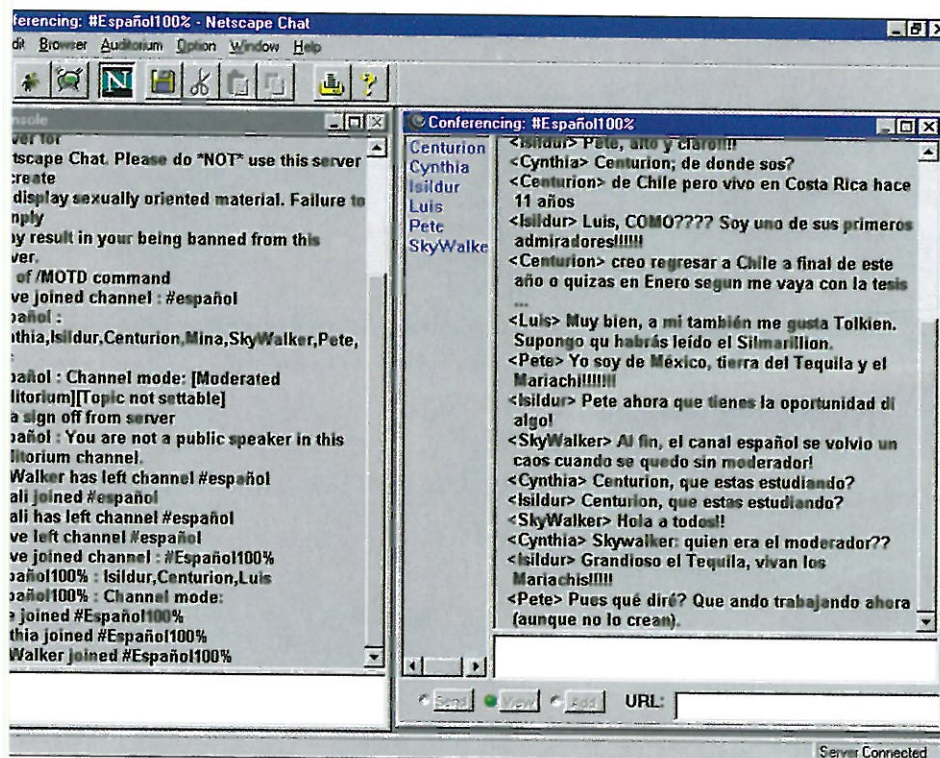 ferencing: #Español100% - Netscape Chat
dit Browser Auditorium Option Window Help
nsole
ver for
tscape Chat. Please do *NOT* use this server
create
display sexually oriented material. Failure to
mply
ay result in your being banned from this
ver.
of /MOTD command
ve joined channel : #español
pañol :
nthia,Isildur,Centurion,Mina,SkyWalker,Pete,
pañol : Channel mode: [Moderated
ditorium][Topic not settable]
a sign off from server
pañol : You are not a public speaker in this
ditorium channel.
Walker has left channel #español
ali joined #español
ali has left channel #español
ve left channel #español
ve joined channel : #Español100%
pañol100% : Isildur,Centurion,Luis
pañol100% : Channel mode:
e joined #Español100%
thia joined #Español100%
Walker joined #Español100%
Conferencing: #Español100%
Centurion
Cynthia
Isildur
Luis
Pete
SkyWalke
<Isildur> Pete, alto y claro!!!!
<Cynthia> Centurion; de donde sos?
<Centurion> de Chile pero vivo en Costa Rica hace
11 años
<Isildur> Luis, COMO???? Soy uno de sus primeros
admiradores!!!!!!
<Centurion> creo regresar a Chile a final de este
año o quizas en Enero segun me vaya con la tesis
...
<Luis> Muy bien, a mi también me gusta Tolkien.
Supongo qu habrás leído el Silmarillion.
<Pete> Yo soy de México, tierra del Tequila y el
Mariachi!!!!!!!
<Isildur> Pete ahora que tienes la oportunidad di
algo!
<SkyWalker> Al fin, el canal español se volvio un
caos cuando se quedo sin moderador!
<Cynthia> Centurion, que estas estudiando?
<Isildur> Centurion, que estas estudiando?
<SkyWalker> Hola a todos!!
<Cynthia> Skywalker: quien era el moderador??
<Isildur> Grandioso el Tequila, vivan los
Mariachis!!!!!
<Pete> Pues qué diré? Que ando trabajando ahora
(aunque no lo crean).
Send View Add URL:
Server Connected